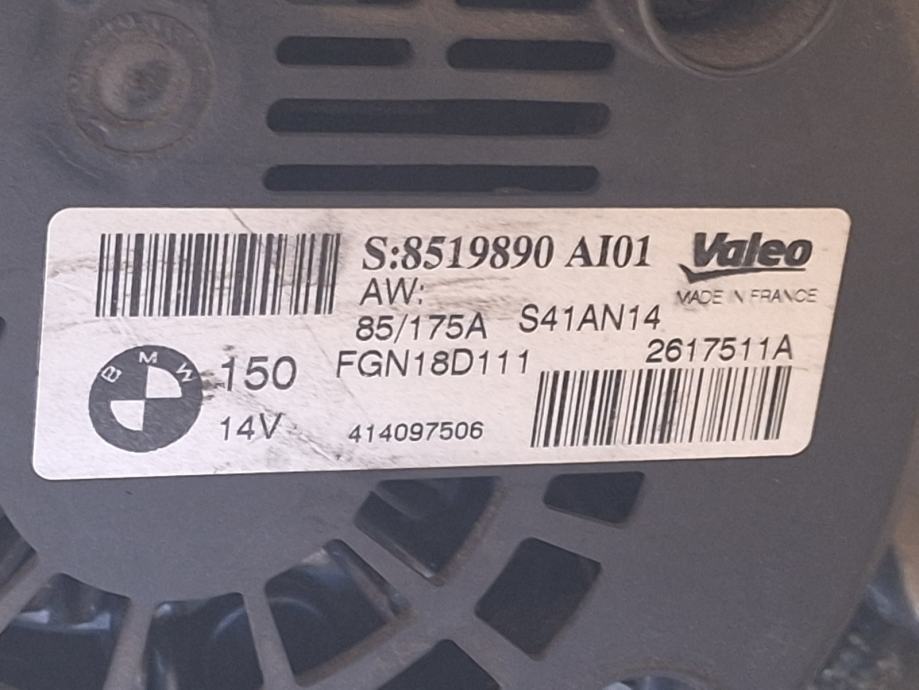 S:8519890 AI01
Valeo
MADE IN FRANCE
AW:
85/175A S41AN14
FGN18D111
2617511A
BMW
150
14V
414097506